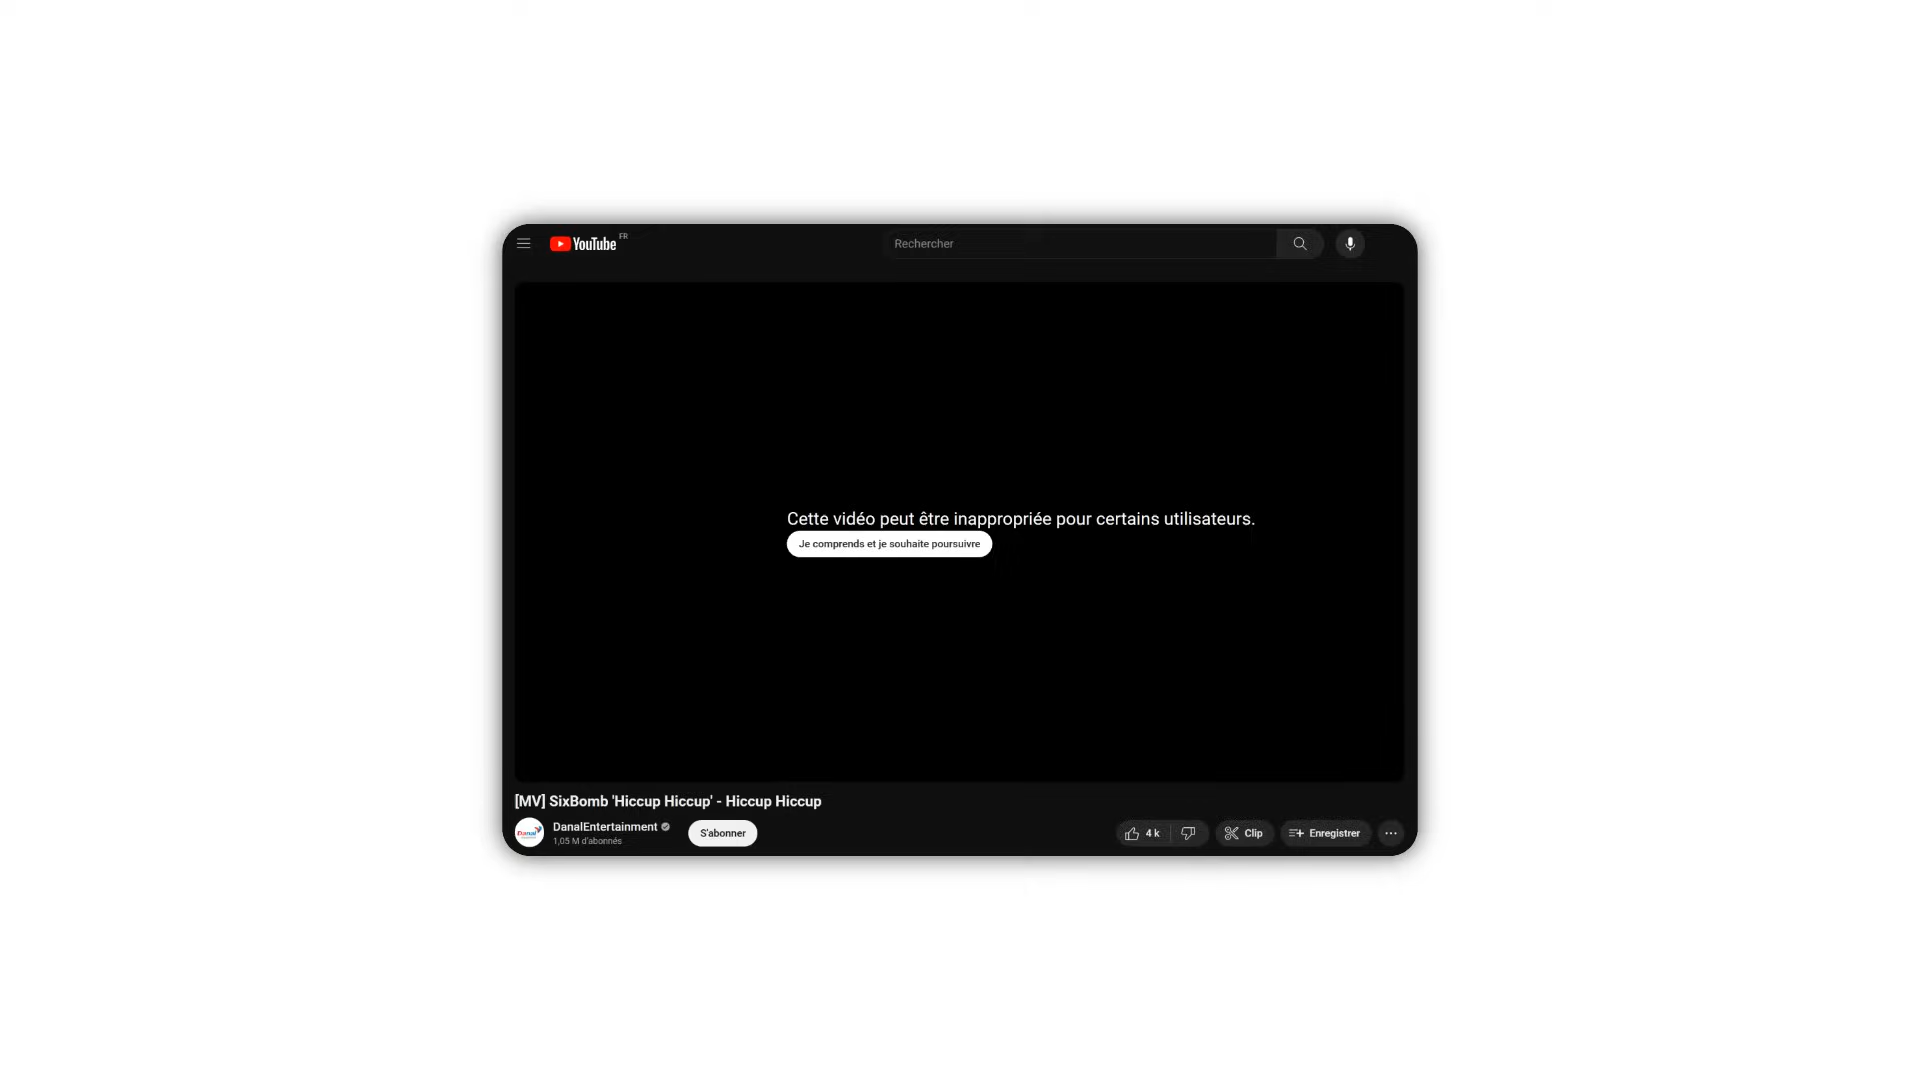 YouTube FR
Rechercher
Cette vidéo peut être inappropriée pour certains utilisateurs.
Je comprends et je souhaite poursuivre
[MV] SixBomb 'Hiccup Hiccup' - Hiccup Hiccup
Danal
DanalEntertainment
1,05 M d'abonnés
S'abonner
4 k
Clip
Enregistrer